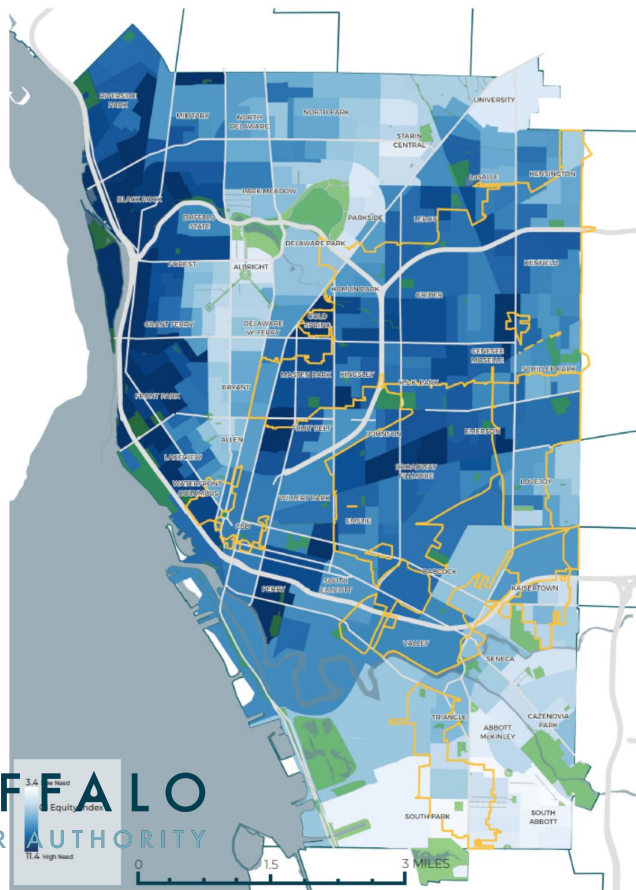 UNIVERSITY
RIVERSIDE
PARK
MILITARY
NORTH
DELAWARE
NORTH PARK
STARIN
CENTRAL
LASALLE
KENSINGTON
PARK MEADOW
BLACK ROCK
BUFFALO
STATE
PARKSIDE
LEROY
DELAWARE PARK
FOREST
ALBRIGHT
KENFIELD
HAMLIN PARK
GRIDER
COLD
SPRING
GRANT FERRY
DELAWARE
W. FERRY
GENESEE
MOSELLE
SCHILLER PARK
MASTEN PARK
KINGSLEY
MLK PARK
BRYANT
FRONT PARK
FRUIT BELT
JOHNSON
EMERSON
ALLEN
LAKEVIEW
BROADWAY
FILLMORE
WATERFRONT
COLUMBUS
WILLERT PARK
LOVEJOY
CBD
EMSLIE
BABCOCK
PERRY
SOUTH
ELLICOTT
KAISERTOWN
VALLEY
SENECA
TRIANGLE
ABBOTT
McKINLEY
CAZENOVIA
PARK
SOUTH PARK
SOUTH
ABBOTT
3.4
Need
FFALO
Equity Index
R AUTHORITY
11.4 High Need
0 1.5 3 MILES